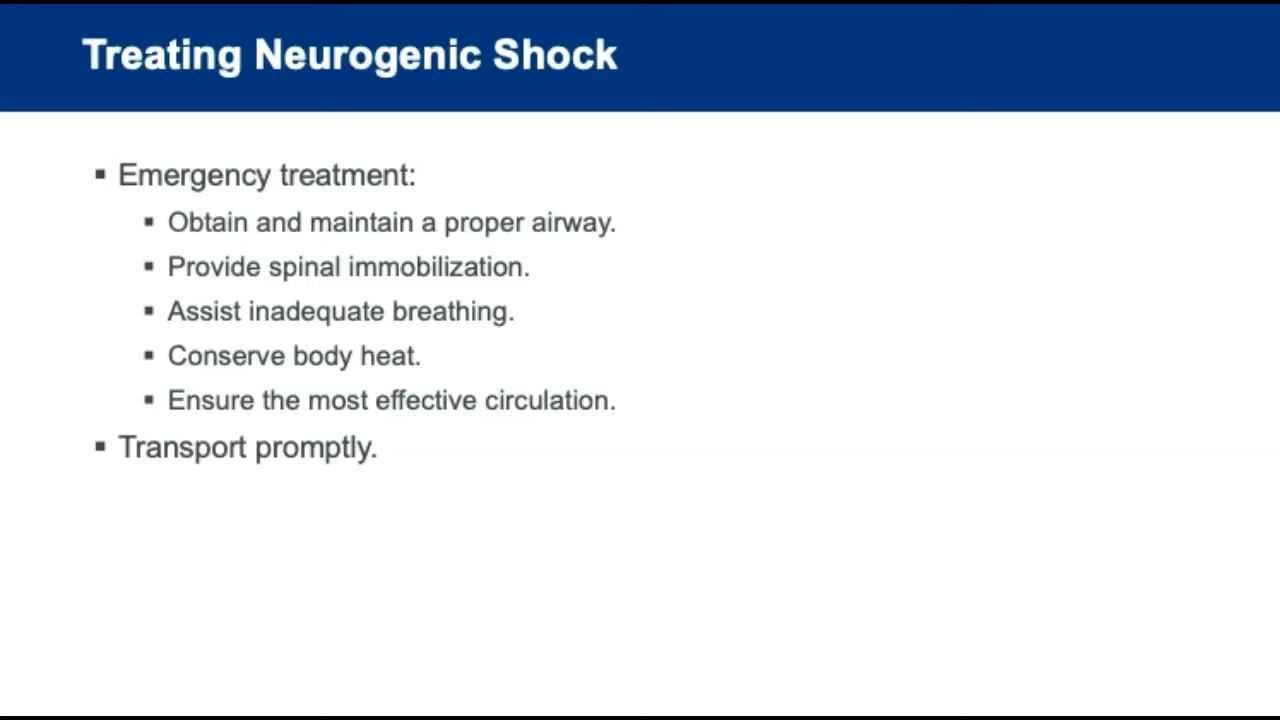 Treating Neurogenic Shock
▪ Emergency treatment:
▪ Obtain and maintain a proper airway.
▪ Provide spinal immobilization.
▪ Assist inadequate breathing.
▪ Conserve body heat.
▪ Ensure the most effective circulation.
▪ Transport promptly.